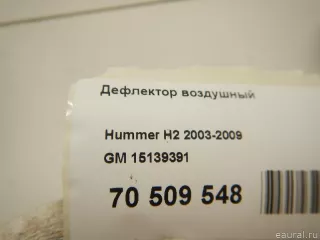 Дефлектор воздушный
Hummer H2 2003-2009
GM 15139391
70 509 548
eaural.ru